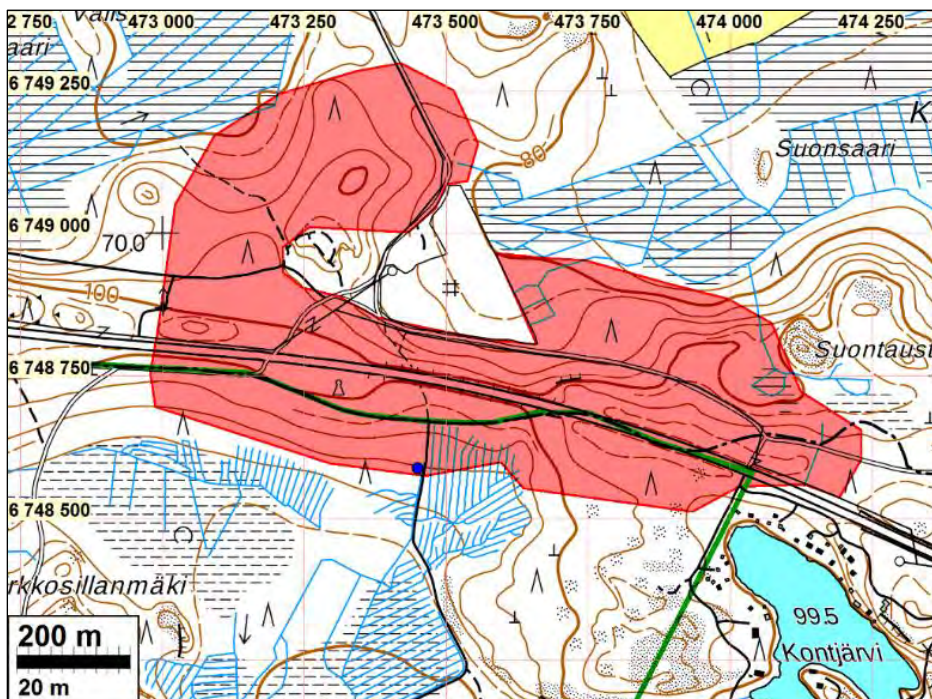 2 750 473 000 473 250 473 500 473 750 474 000 474 250
Välis
aari
6 749 250
80
K
Suonsaari
6 749 000
70.0
100
6 748 750
Suontaust
6 748 500
rkkosillanmäki
200 m
20 m
99.5
Kontjärvi